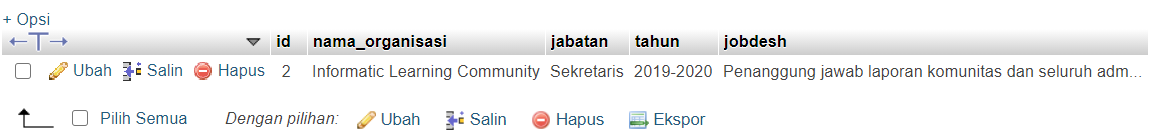 + Opsi
id nama_organisasi jabatan tahun jobdesh
Ubah Salin Hapus 2 Informatic Learning Community Sekretaris 2019-2020 Penanggung jawab laporan komunitas dan seluruh adm...
Pilih Semua Dengan pilihan: Ubah Salin Hapus Ekspor